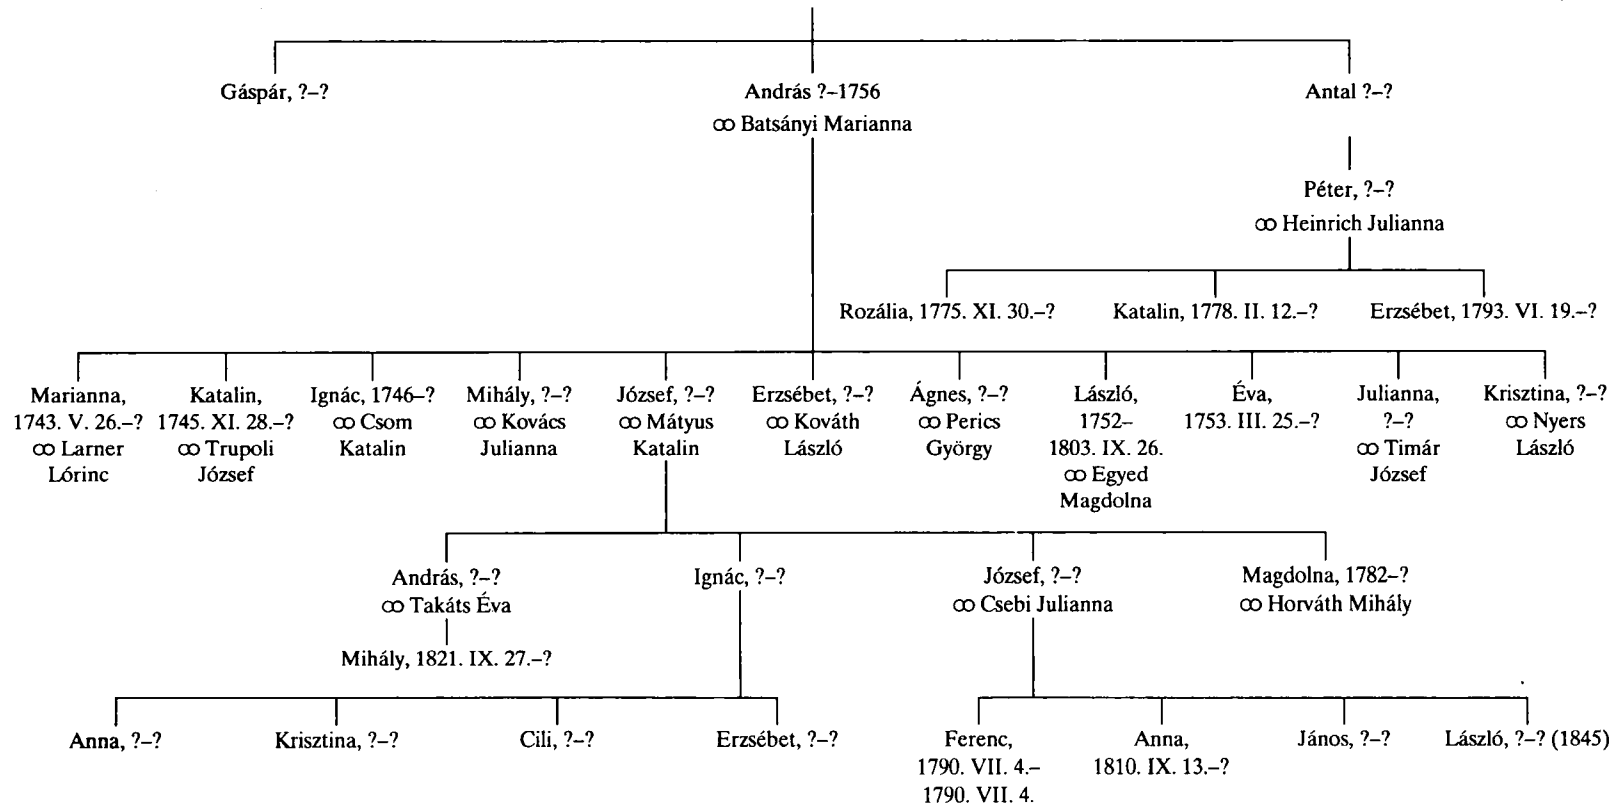 Gáspár, ?–?
András ?–1756
Antal ?–?
ꝏ Batsányi Marianna
Péter, ?–?
ꝏ Heinrich Julianna
Rozália, 1775. XI. 30.–?
Katalin, 1778. II. 12.–?
Erzsébet, 1793. VI. 19.–?
Marianna,
1743. V. 26.–?
ꝏ Larner
Lórinc
Katalin,
1745. XI. 28.–?
ꝏ Trupoli
József
Ignác, 1746–?
ꝏ Csom
Katalin
Mihály, ?–?
ꝏ Kovács
Julianna
József, ?–?
ꝏ Mátyus
Katalin
Erzsébet, ?–?
ꝏ Kováth
László
Ágnes, ?–?
ꝏ Perics
György
László,
1752–
1803. IX. 26.
ꝏ Egyed
Magdolna
Éva,
1753. III. 25.–?
Julianna,
?–?
ꝏ Timár
József
Krisztina, ?–?
ꝏ Nyers
László
András, ?–?
ꝏ Takáts Éva
Ignác, ?–?
József, ?–?
ꝏ Csebi Julianna
Magdolna, 1782–?
ꝏ Horváth Mihály
Mihály, 1821. IX. 27.–?
Anna, ?–?
Krisztina, ?–?
Cili, ?–?
Erzsébet, ?–?
Ferenc,
1790. VII. 4.–
1790. VII. 4.
Anna,
1810. IX. 13.–?
János, ?–?
László, ?–? (1845)